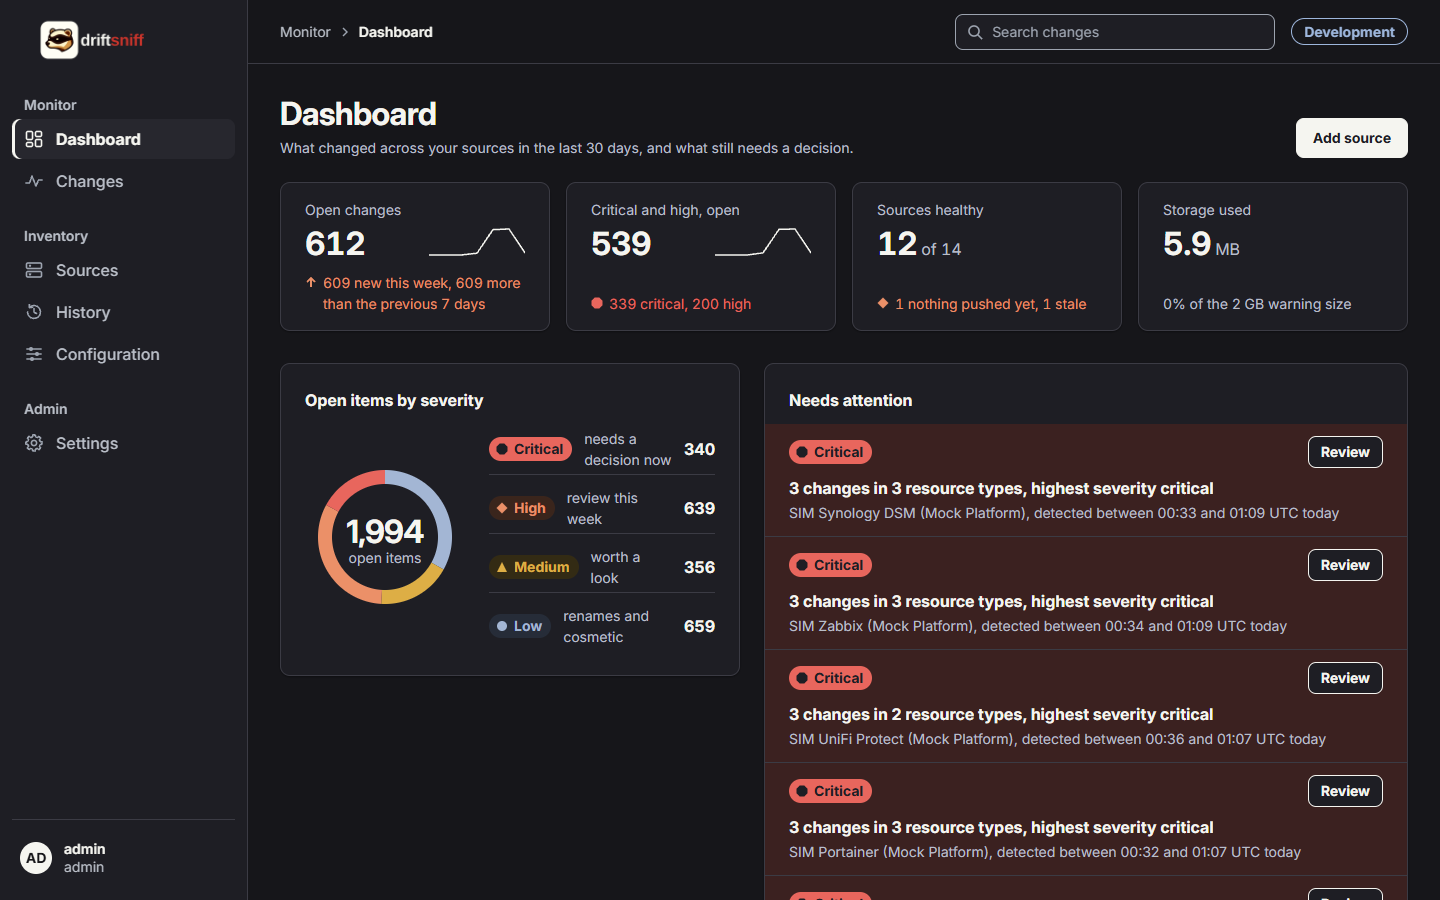 driftsniff
Monitor
Dashboard
Changes
Inventory
Sources
History
Configuration
Admin
Settings
AD
admin
admin
Monitor
Dashboard
Search changes
Development
Dashboard
What changed across your sources in the last 30 days, and what still needs a decision.
Add source
Open changes
612
609 new this week, 609 more
than the previous 7 days
Critical and high, open
539
339 critical, 200 high
Sources healthy
12 of 14
1 nothing pushed yet, 1 stale
Storage used
5.9 MB
0% of the 2 GB warning size
Open items by severity
1,994
open items
Critical
needs a
decision now
340
High
review this
week
639
Medium
worth a
look
356
Low
renames and
cosmetic
659
Needs attention
Critical
Review
3 changes in 3 resource types, highest severity critical
SIM Synology DSM (Mock Platform), detected between 00:33 and 01:09 UTC today
Critical
Review
3 changes in 3 resource types, highest severity critical
SIM Zabbix (Mock Platform), detected between 00:34 and 01:09 UTC today
Critical
Review
3 changes in 2 resource types, highest severity critical
SIM UniFi Protect (Mock Platform), detected between 00:36 and 01:07 UTC today
Critical
Review
3 changes in 3 resource types, highest severity critical
SIM Portainer (Mock Platform), detected between 00:32 and 01:07 UTC today